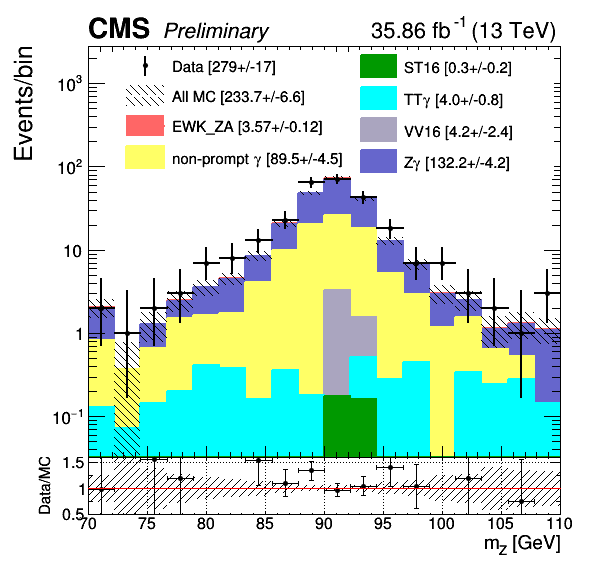 CMS Preliminary 35.86 fb⁻¹ (13 TeV)
Events/bin
Data [279+/-17]
All MC [233.7+/-6.6]
EWK_ZA [3.57+/-0.12]
non-prompt γ [89.5+/-4.5]
ST16 [0.3+/-0.2]
TTγ [4.0+/-0.8]
VV16 [4.2+/-2.4]
Zγ [132.2+/-4.2]
10³
10²
10
1
10⁻¹
Data/MC
1.5
1
0.5
70 75 80 85 90 95 100 105 110
m_Z [GeV]